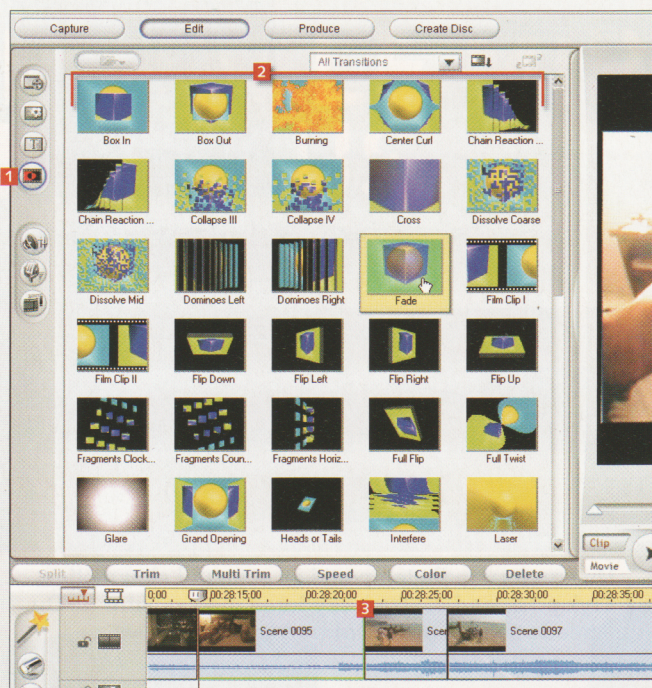 Capture Edit Produce Create Disc
All Transitions
2
Box In Box Out Burning Center Curl Chain Reaction ...
1
Chain Reaction ... Collapse III Collapse IV Cross Dissolve Coarse
Dissolve Mid Dominoes Left Dominoes Right Fade Film Clip I
Film Clip II Flip Down Flip Left Flip Right Flip Up
Fragments Clock... Fragments Coun... Fragments Horiz... Full Flip Full Twist
Glare Grand Opening Heads or Tails Interfere Laser
Clip
Movie
Split Trim Multi Trim Speed Color Delete
0;00 00:28:15;00 00:28:20;00 00:28:25;00 00:28:30;00 00:28:35;00
3
Scene 0095 Scer Scene 0097